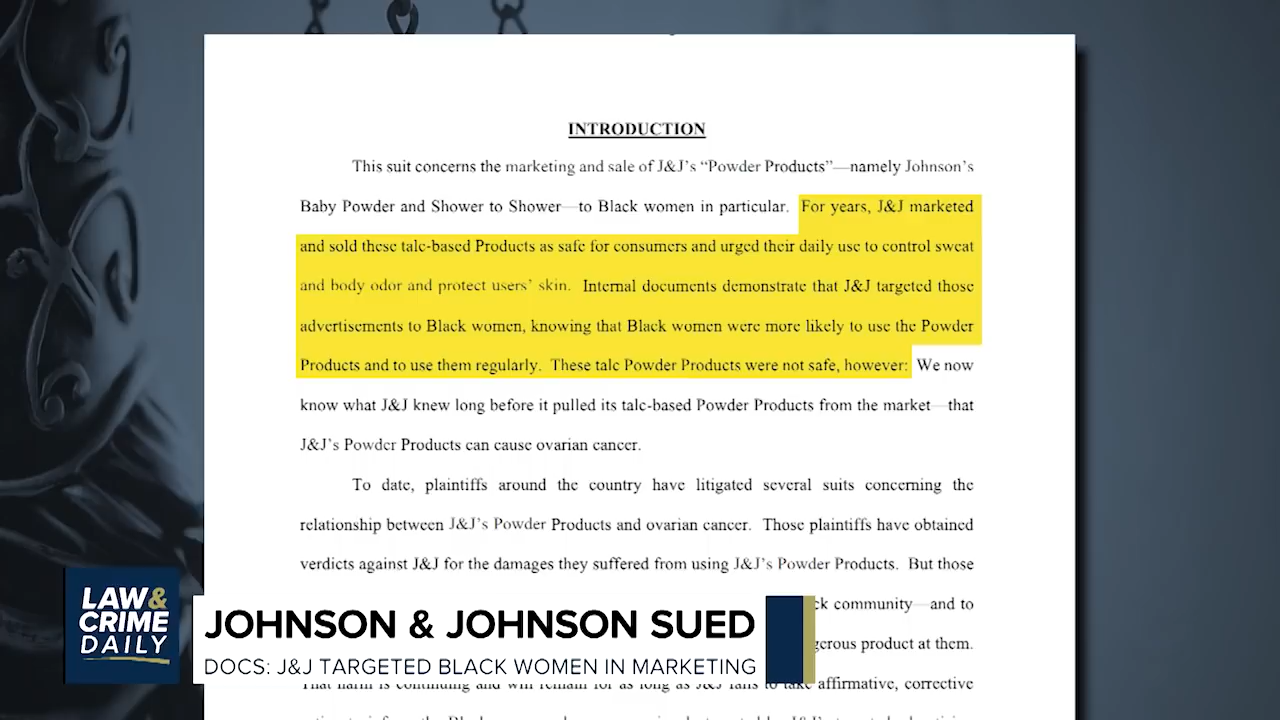 INTRODUCTION
This suit concerns the marketing and sale of J&J's “Powder Products”—namely Johnson's
Baby Powder and Shower to Shower—to Black women in particular. For years, J&J marketed
and sold these talc-based Products as safe for consumers and urged their daily use to control sweat
and body odor and protect users' skin. Internal documents demonstrate that J&J targeted those
advertisements to Black women, knowing that Black women were more likely to use the Powder
Products and to use them regularly. These talc Powder Products were not safe, however: We now
know what J&J knew long before it pulled its talc-based Powder Products from the market—that
J&J's Powder Products can cause ovarian cancer.
To date, plaintiffs around the country have litigated several suits concerning the
relationship between J&J's Powder Products and ovarian cancer. Those plaintiffs have obtained
verdicts against J&J for the damages they suffered from using J&J's Powder Products. But those
community—and to
product at them.
That harm is continuing and will remain for as long as J&J fails to take affirmative, corrective
LAW&
CRIME
DAILY
JOHNSON & JOHNSON SUED
DOCS: J&J TARGETED BLACK WOMEN IN MARKETING